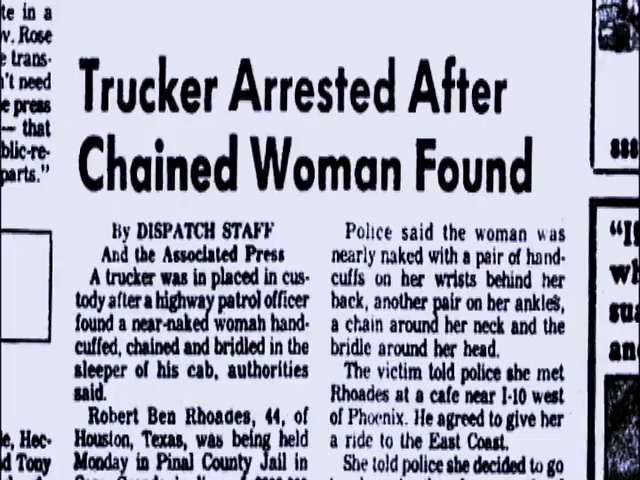 te in a
v. Rose
e trans-
't need
e press
— that
blic-re-
parts."
Trucker Arrested After
Chained Woman Found
By DISPATCH STAFF
And the Associated Press
A trucker was in placed in cus-
tody after a highway patrol officer
found a near-naked womah hand-
cuffed, chained and bridled in the
sleeper of his cab, authorities
said.
Robert Ben Rhoades, 44, of
Houston, Texas, was being held
Monday in Pinal County Jail in
Police said the woman was
nearly naked with a pair of hand-
cuffs on her wrists behind her
back, another pair on her ankles,
a chain around her neck and the
bridle around her head.
The victim told police she met
Rhoades at a cafe near I-10 west
of Phoenix. He agreed to give her
a ride to the East Coast.
She told police she decided to go
e, Hec-
d Tony
"I
wh
sua
an